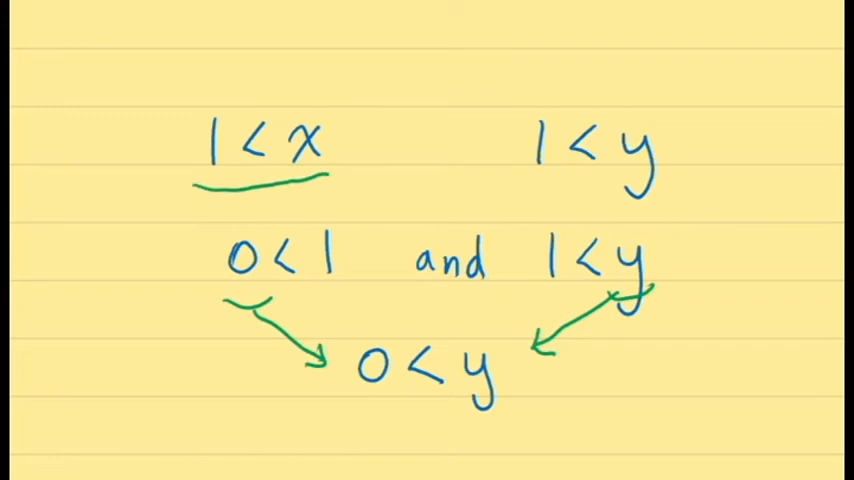 1 < x 1 < y
0 < 1 and 1 < y
0 < y